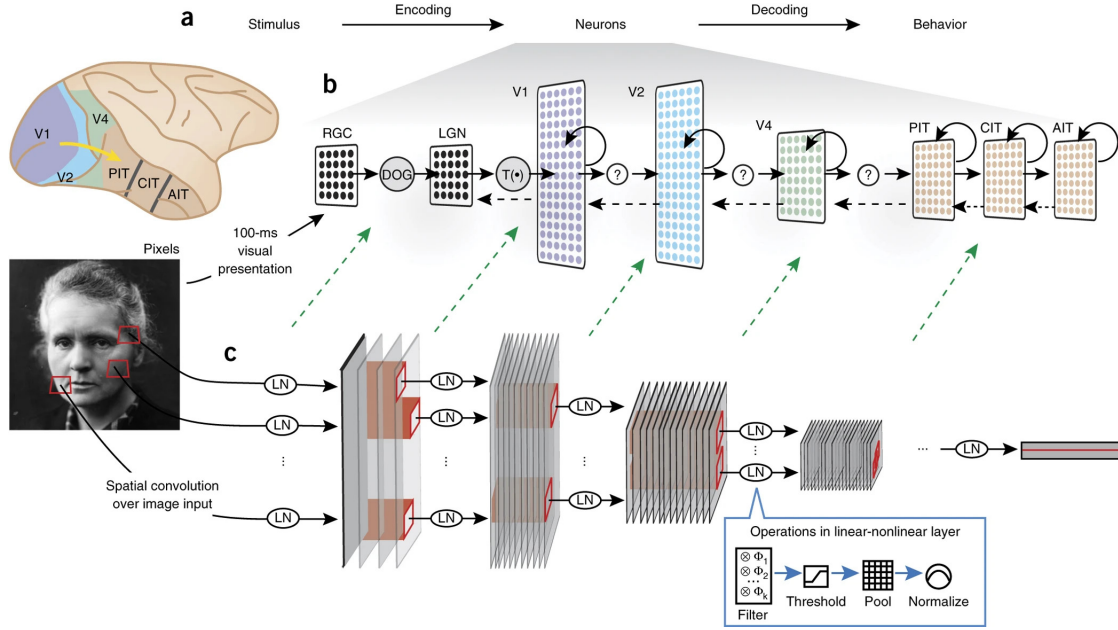 a
Stimulus
Encoding
Neurons
Decoding
Behavior
V1
V4
V2
PIT
CIT
AIT
b
RGC
DOG
LGN
T(•)
V1
?
V2
?
V4
?
PIT
CIT
AIT
100-ms
visual
presentation
Pixels
c
LN
LN
LN
LN
LN
LN
LN
LN
LN
LN
LN
LN
...
...
...
...
...
Spatial convolution
over image input
Operations in linear-nonlinear layer
⊗ Φ1
⊗ Φ2
...
⊗ Φk
Filter
Threshold
Pool
Normalize